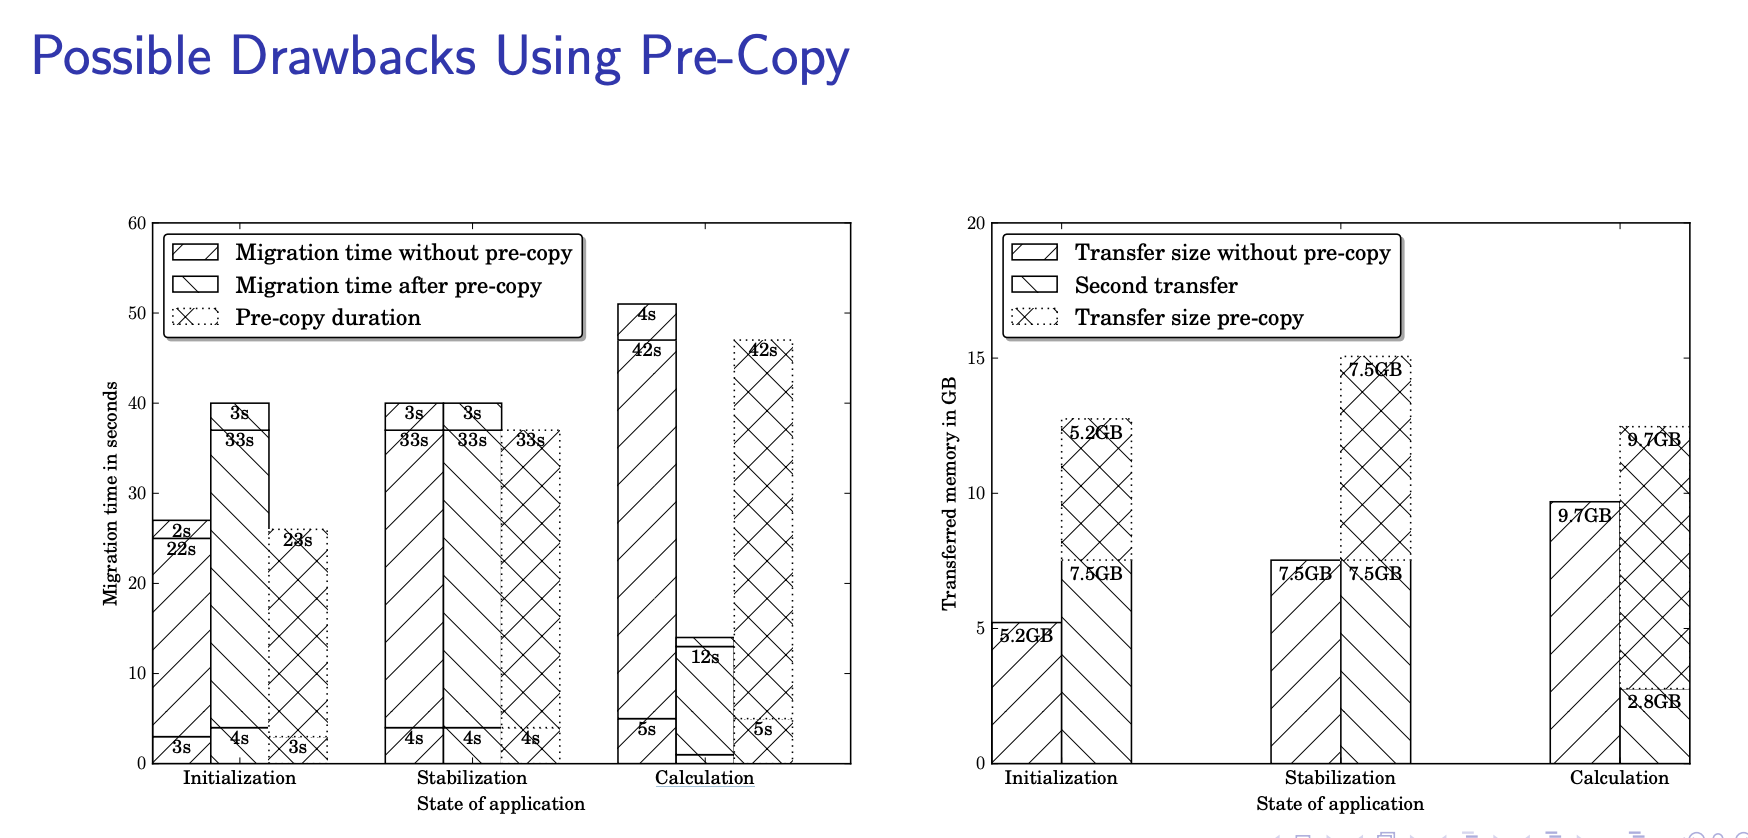 Possible Drawbacks Using Pre-Copy
60
50
40
30
20
10
0
Migration time in seconds
Migration time without pre-copy
Migration time after pre-copy
Pre-copy duration
2s
22s
3s
3s
33s
4s
23s
3s
3s
33s
4s
3s
33s
4s
33s
4s
4s
42s
5s
12s
42s
5s
Initialization
Stabilization
Calculation
State of application
20
15
10
5
0
Transferred memory in GB
Transfer size without pre-copy
Second transfer
Transfer size pre-copy
5.2GB
5.2GB
7.5GB
7.5GB
7.5GB
7.5GB
9.7GB
9.7GB
2.8GB
Initialization
Stabilization
Calculation
State of application